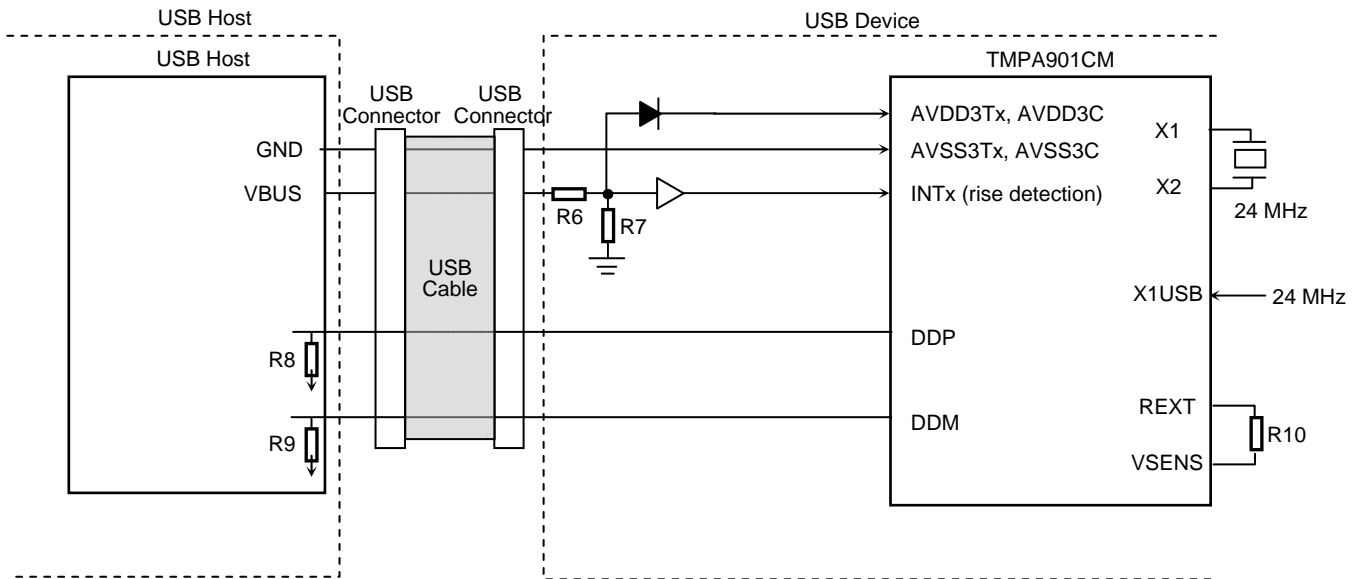 USB Host
USB Device
USB Host
TMPA901CM
USB
Connector
USB
Connector
AVDD3Tx, AVDD3C
X1
GND
AVSS3Tx, AVSS3C
VBUS
INTx (rise detection)
X2
R6
R7
24 MHz
USB
Cable
X1USB
24 MHz
R8
DDP
REXT
R9
DDM
R10
VSENS